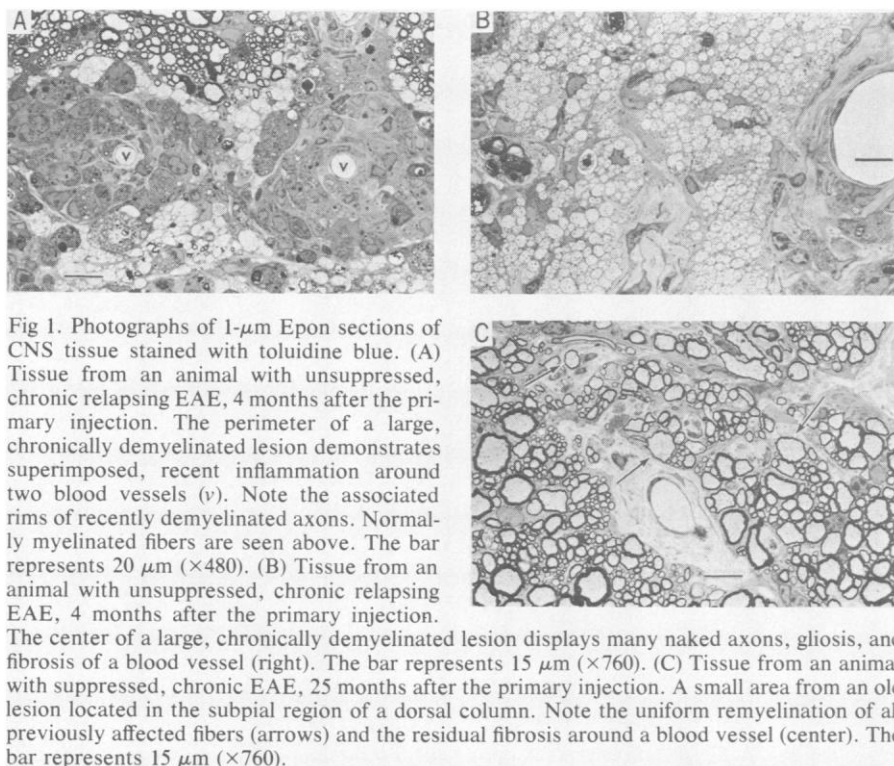 A
B
v
v
C
Fig 1. Photographs of 1-μm Epon sections of
CNS tissue stained with toluidine blue. (A)
Tissue from an animal with unsuppressed,
chronic relapsing EAE, 4 months after the pri-
mary injection. The perimeter of a large,
chronically demyelinated lesion demonstrates
superimposed, recent inflammation around
two blood vessels (v). Note the associated
rims of recently demyelinated axons. Normal-
ly myelinated fibers are seen above. The bar
represents 20 μm (×480). (B) Tissue from an
animal with unsuppressed, chronic relapsing
EAE, 4 months after the primary injection.
The center of a large, chronically demyelinated lesion displays many naked axons, gliosis, and
fibrosis of a blood vessel (right). The bar represents 15 μm (×760). (C) Tissue from an anima
with suppressed, chronic EAE, 25 months after the primary injection. A small area from an ol
lesion located in the subpial region of a dorsal column. Note the uniform remyelination of al
previously affected fibers (arrows) and the residual fibrosis around a blood vessel (center). Th
bar represents 15 μm (×760).